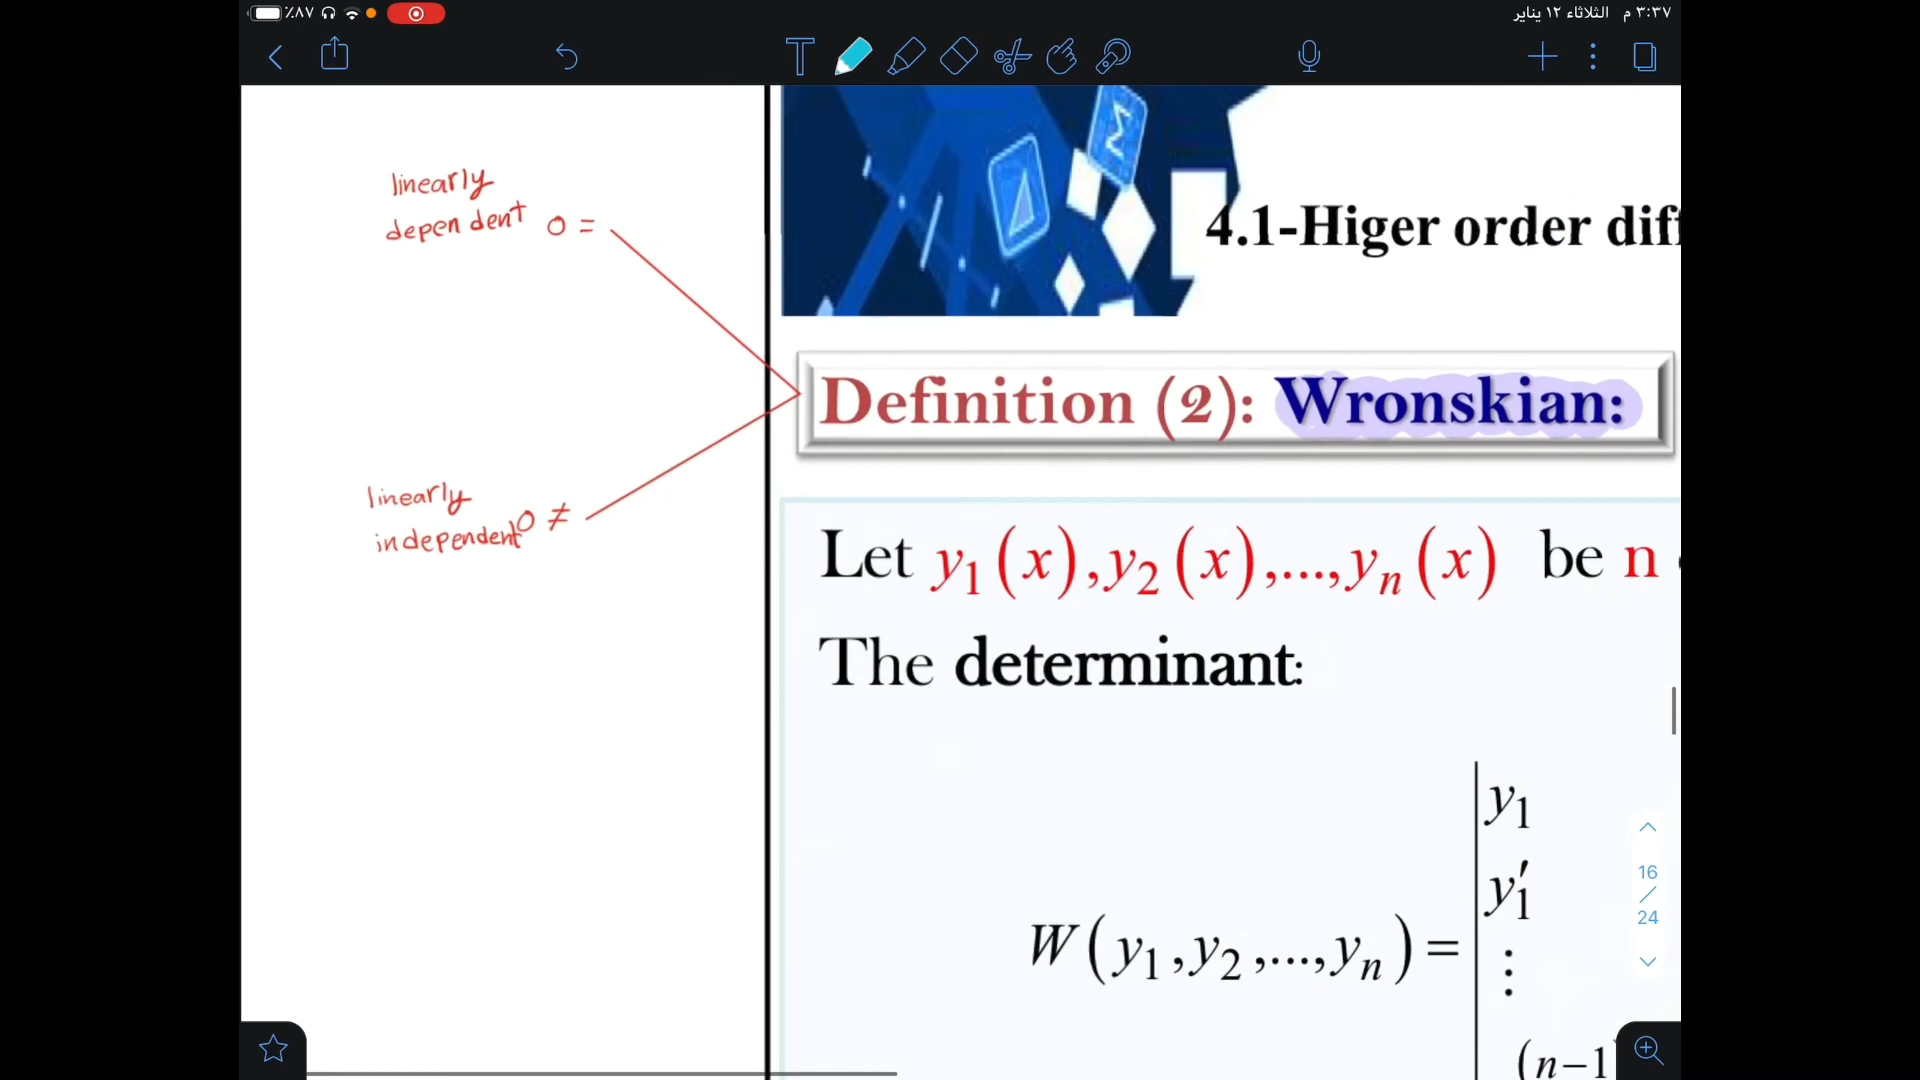 ٪٨٧
٣:٣٧ م الثلاثاء ١٢ يناير
linearly
dependent 0 =
4.1-Higer order dif
Definition (2): Wronskian:
linearly
independent 0 ≠
Let y₁(x),y₂(x),...,yₙ(x) be n
The determinant:
y₁
y₁′
W(y₁,y₂,...,yₙ)=
⋮
(n−1
16
/
24